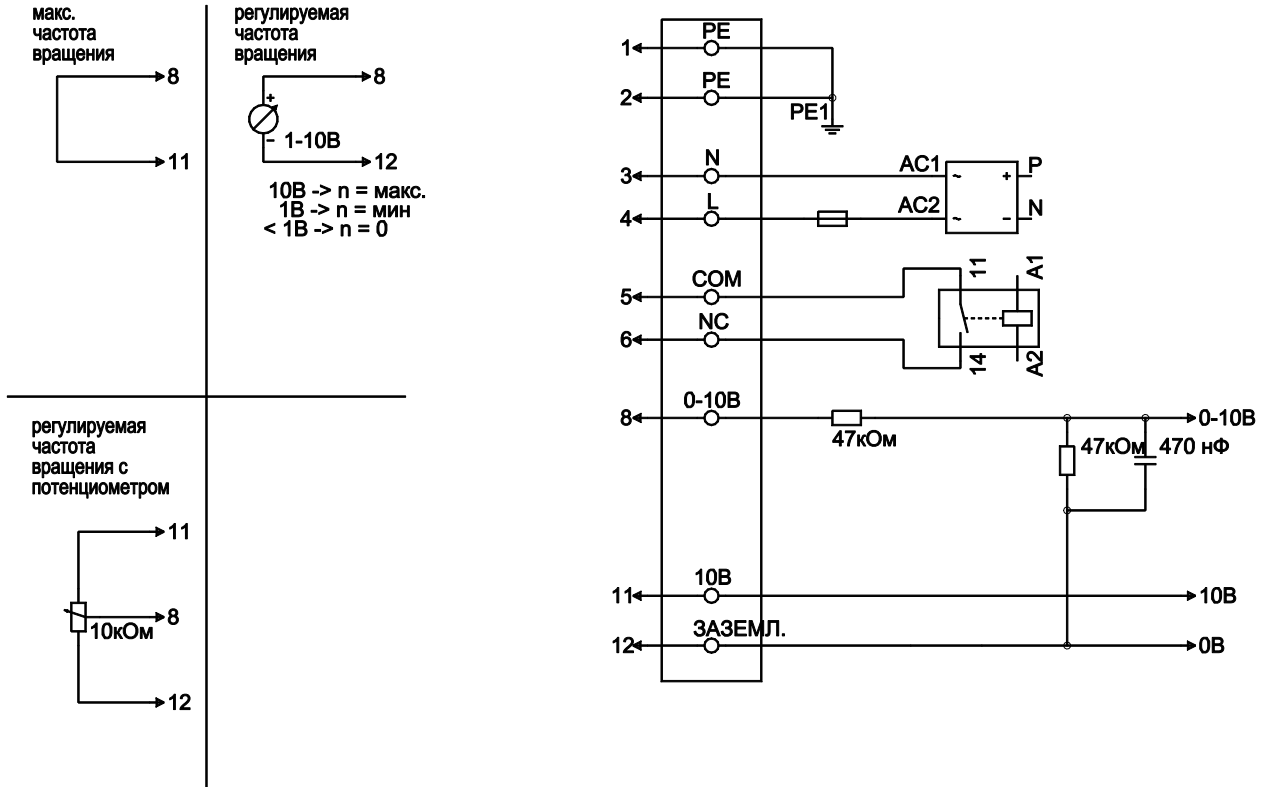 макс.
частота
вращения
8
11
регулируемая
частота
вращения
8
+
−
1-10В
12
10В -> n = макс.
1В -> n = мин
< 1В -> n = 0
регулируемая
частота
вращения с
потенциометром
11
8
10кОм
12
1 PE
2 PE
PE1
3 N AC1 ~ + P
4 L AC2 ~ − N
5 COM 11 A1
6 NC 14 A2
8 0-10В 0-10В
47кОм 47кОм 470 нФ
11 10В 10В
12 ЗАЗЕМЛ. 0В